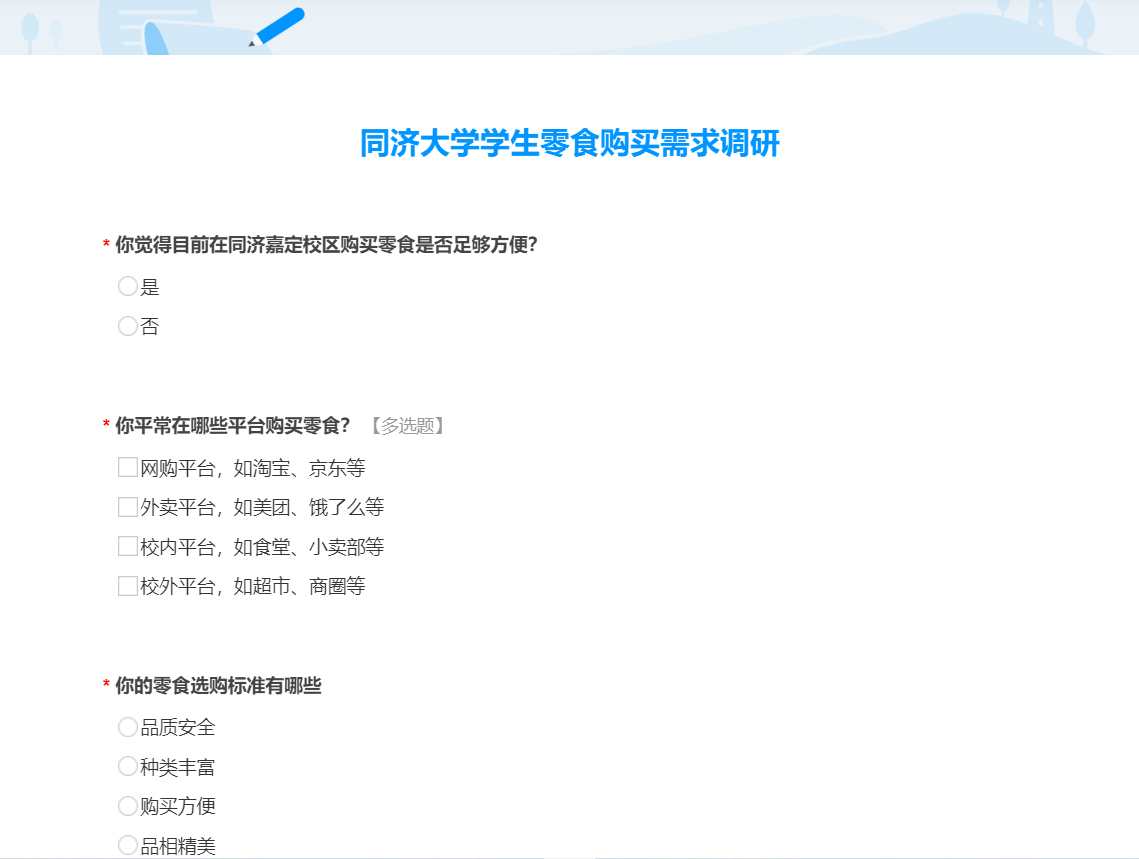 同济大学学生零食购买需求调研
* 你觉得目前在同济嘉定校区购买零食是否足够方便?
是
否
* 你平常在哪些平台购买零食? 【多选题】
网购平台，如淘宝、京东等
外卖平台，如美团、饿了么等
校内平台，如食堂、小卖部等
校外平台，如超市、商圈等
* 你的零食选购标准有哪些
品质安全
种类丰富
购买方便
品相精美